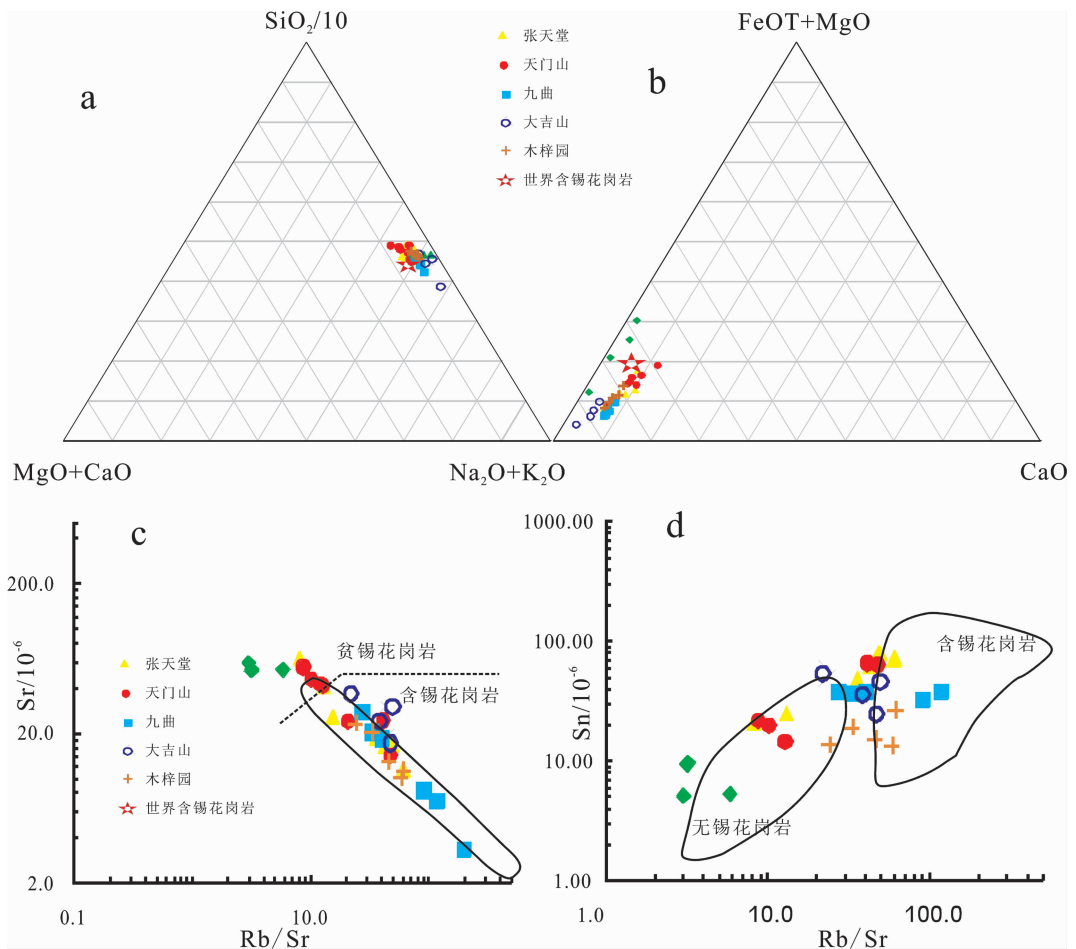 SiO₂/10
FeOT+MgO
a
b
张天堂
天门山
九曲
大吉山
木梓园
世界含锡花岗岩
MgO+CaO
Na₂O+K₂O
CaO
c
200.0
20.0
2.0
Sr/10⁻⁶
贫锡花岗岩
含锡花岗岩
张天堂
天门山
九曲
大吉山
木梓园
世界含锡花岗岩
0.1
10.0
Rb/Sr
d
1000.00
100.00
10.00
1.00
Sn/10⁻⁶
含锡花岗岩
无锡花岗岩
1.0
10.0
100.0
Rb/Sr